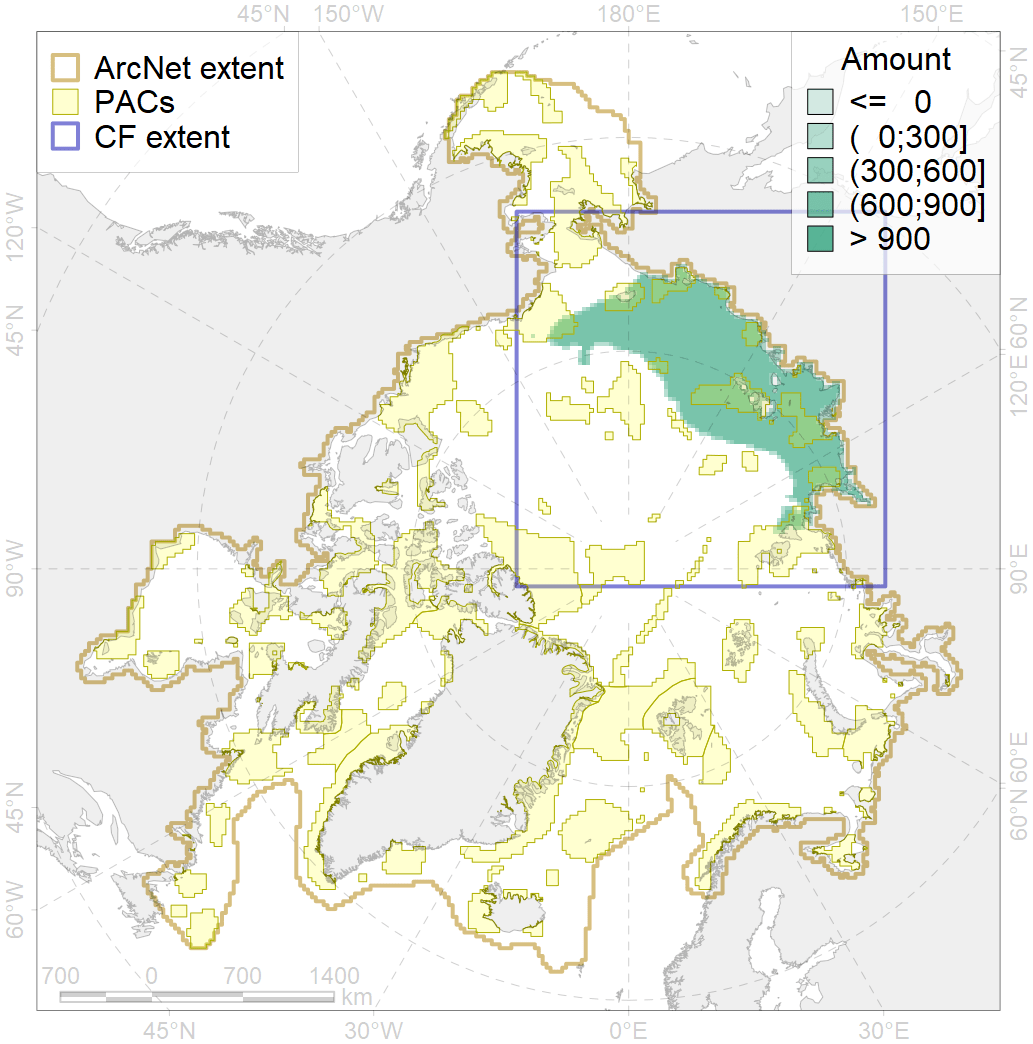 45°N 150°W 180°E 150°E
ArcNet extent
PACs
CF extent
Amount
<= 0
( 0;300]
(300;600]
(600;900]
> 900
45°N
120°W
60°N
45°N
120°E
90°W
90°E
60°N
45°N
60°W
30°E
700 0 700 1400
km
45°N 30°W 0°E 30°E